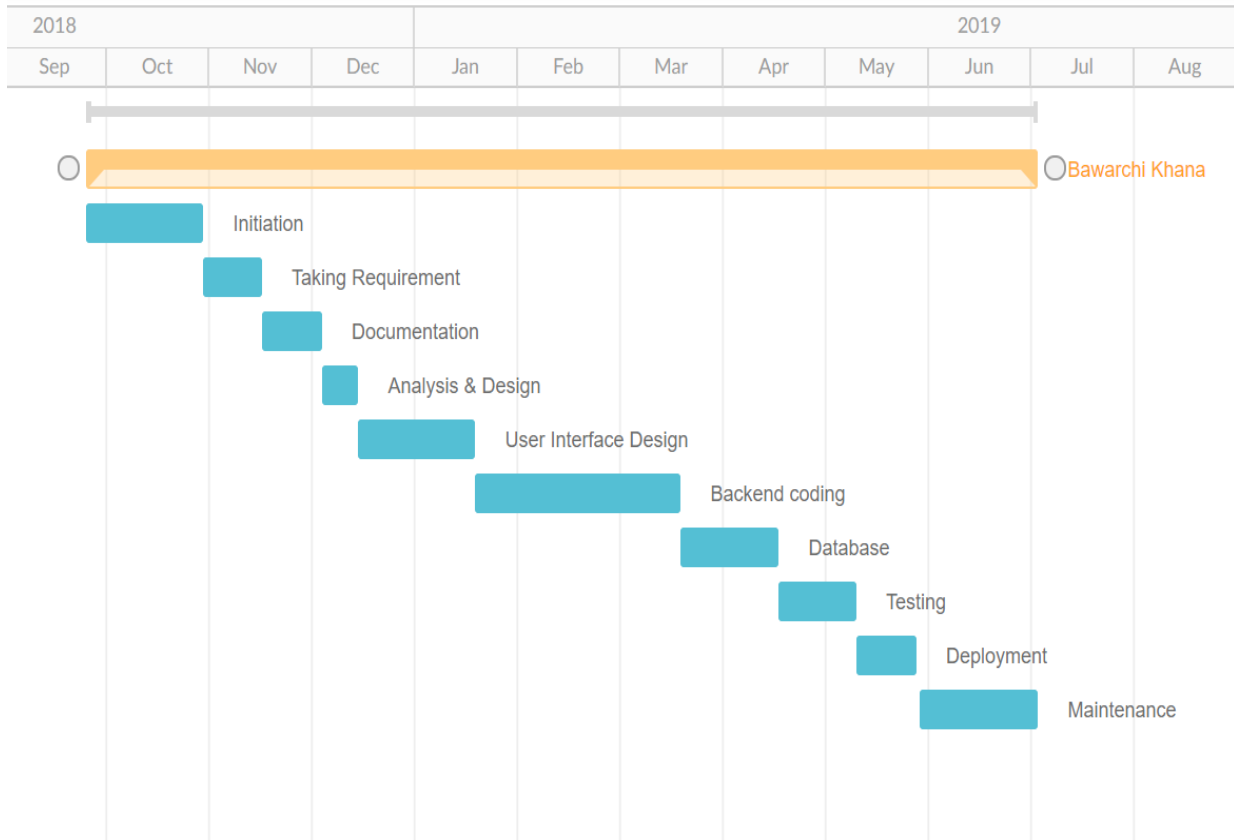 2018 2019
Sep Oct Nov Dec Jan Feb Mar Apr May Jun Jul Aug
Bawarchi Khana
Initiation
Taking Requirement
Documentation
Analysis & Design
User Interface Design
Backend coding
Database
Testing
Deployment
Maintenance